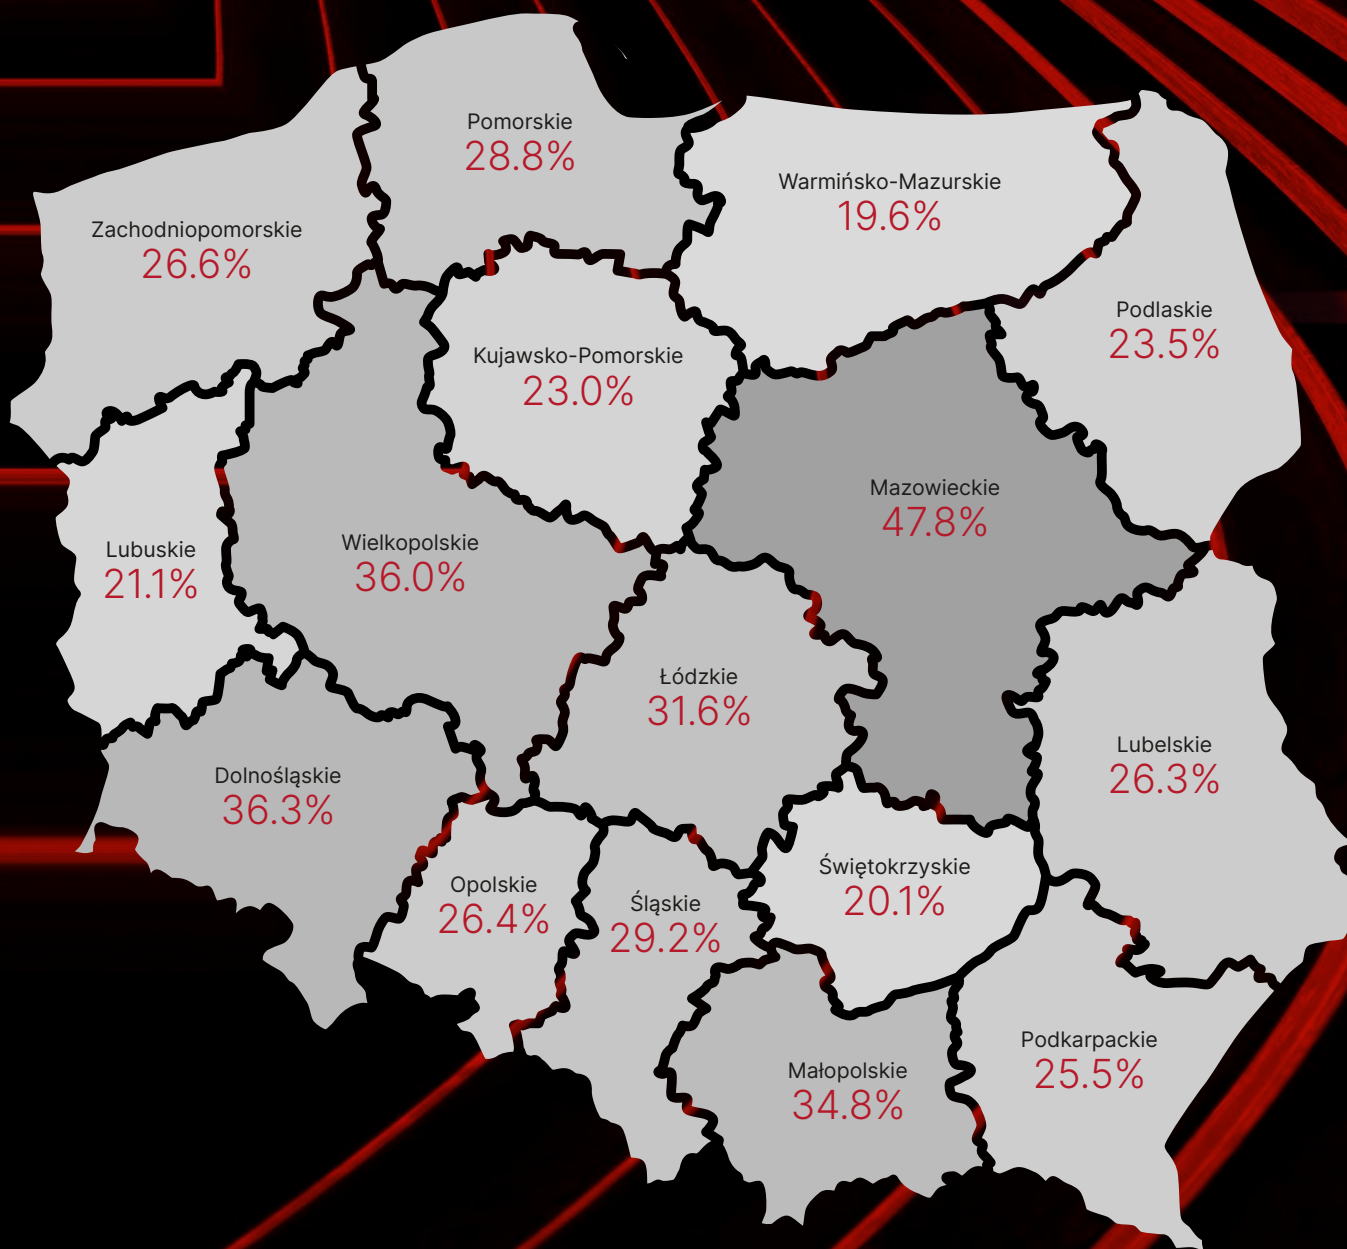 Pomorskie
28.8%
Warmińsko-Mazurskie
19.6%
Zachodniopomorskie
26.6%
Podlaskie
23.5%
Kujawsko-Pomorskie
23.0%
Mazowieckie
47.8%
Lubuskie
21.1%
Wielkopolskie
36.0%
Łódzkie
31.6%
Lubelskie
26.3%
Dolnośląskie
36.3%
Świętokrzyskie
20.1%
Opolskie
26.4%
Śląskie
29.2%
Podkarpackie
25.5%
Małopolskie
34.8%